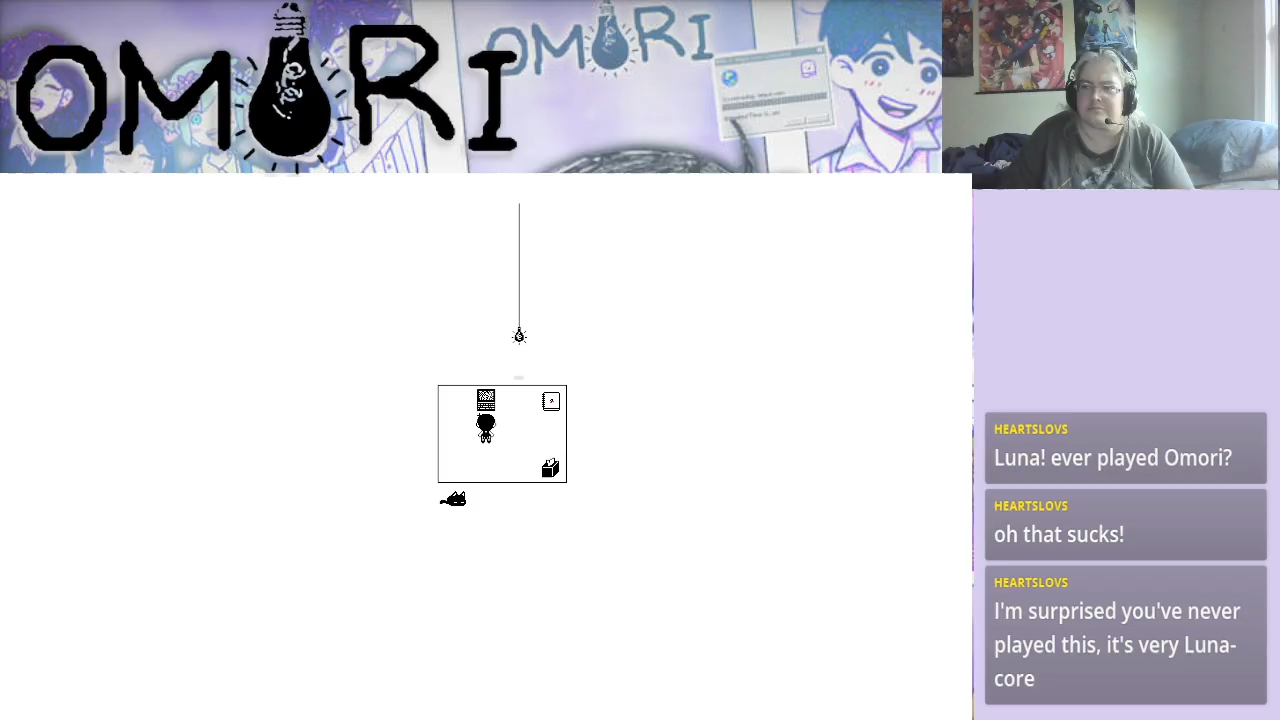 OMORI
OMORI
HEARTSLOVS
Luna! ever played Omori?
HEARTSLOVS
oh that sucks!
HEARTSLOVS
I'm surprised you've never
played this, it's very Luna-
core